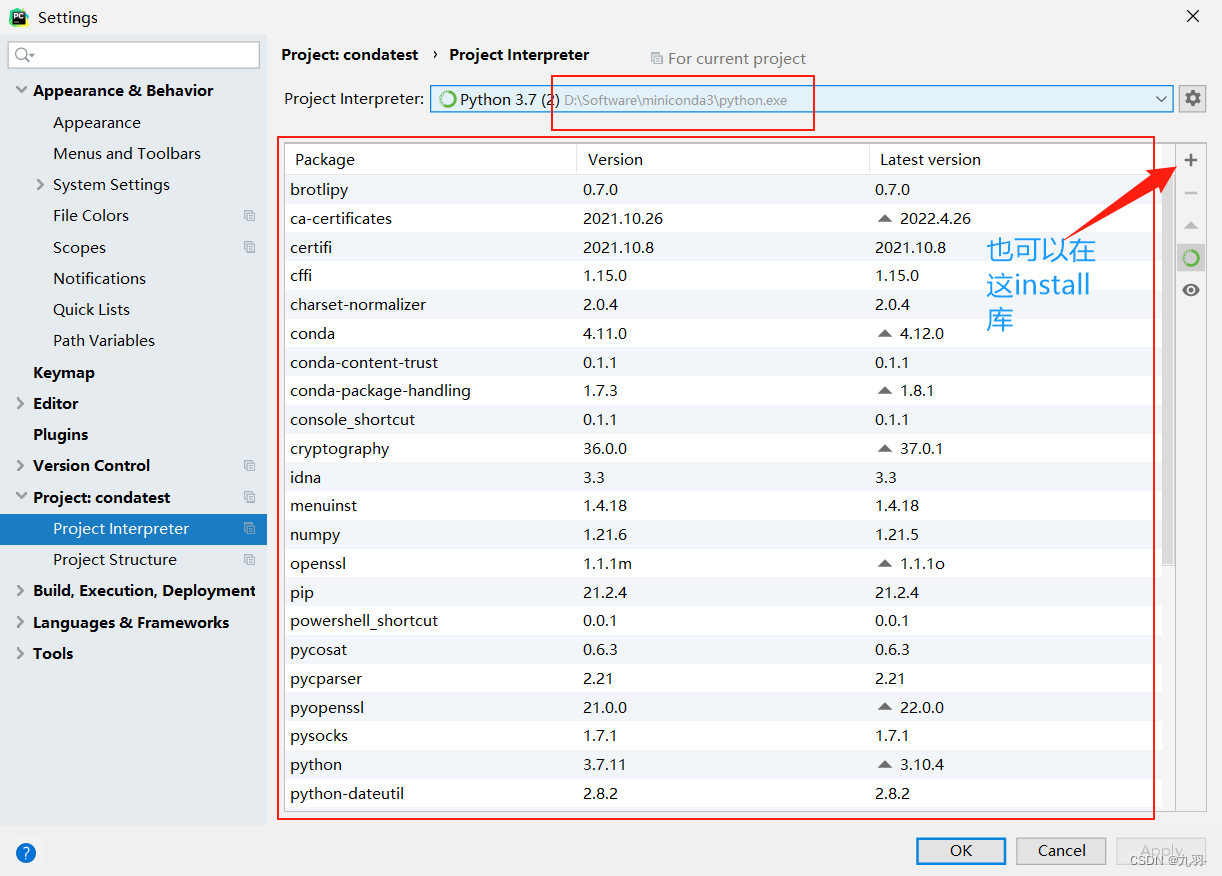 PC Settings
Project: condatest › Project Interpreter For current project
Appearance & Behavior
Project Interpreter: Python 3.7 (2) D:\Software\miniconda3\python.exe
Appearance
Menus and Toolbars
System Settings
File Colors
Scopes
Notifications
Quick Lists
Path Variables
Keymap
Editor
Plugins
Version Control
Project: condatest
Project Interpreter
Project Structure
Build, Execution, Deployment
Languages & Frameworks
Tools
Package Version Latest version
brotlipy 0.7.0 0.7.0
ca-certificates 2021.10.26 2022.4.26
certifi 2021.10.8 2021.10.8
cffi 1.15.0 1.15.0
charset-normalizer 2.0.4 2.0.4
conda 4.11.0 4.12.0
conda-content-trust 0.1.1 0.1.1
conda-package-handling 1.7.3 1.8.1
console_shortcut 0.1.1 0.1.1
cryptography 36.0.0 37.0.1
idna 3.3 3.3
menuinst 1.4.18 1.4.18
numpy 1.21.6 1.21.5
openssl 1.1.1m 1.1.1o
pip 21.2.4 21.2.4
powershell_shortcut 0.0.1 0.0.1
pycosat 0.6.3 0.6.3
pycparser 2.21 2.21
pyopenssl 21.0.0 22.0.0
pysocks 1.7.1 1.7.1
python 3.7.11 3.10.4
python-dateutil 2.8.2 2.8.2
也可以在
这install
库
? OK Cancel Apply
CSDN @九羽-